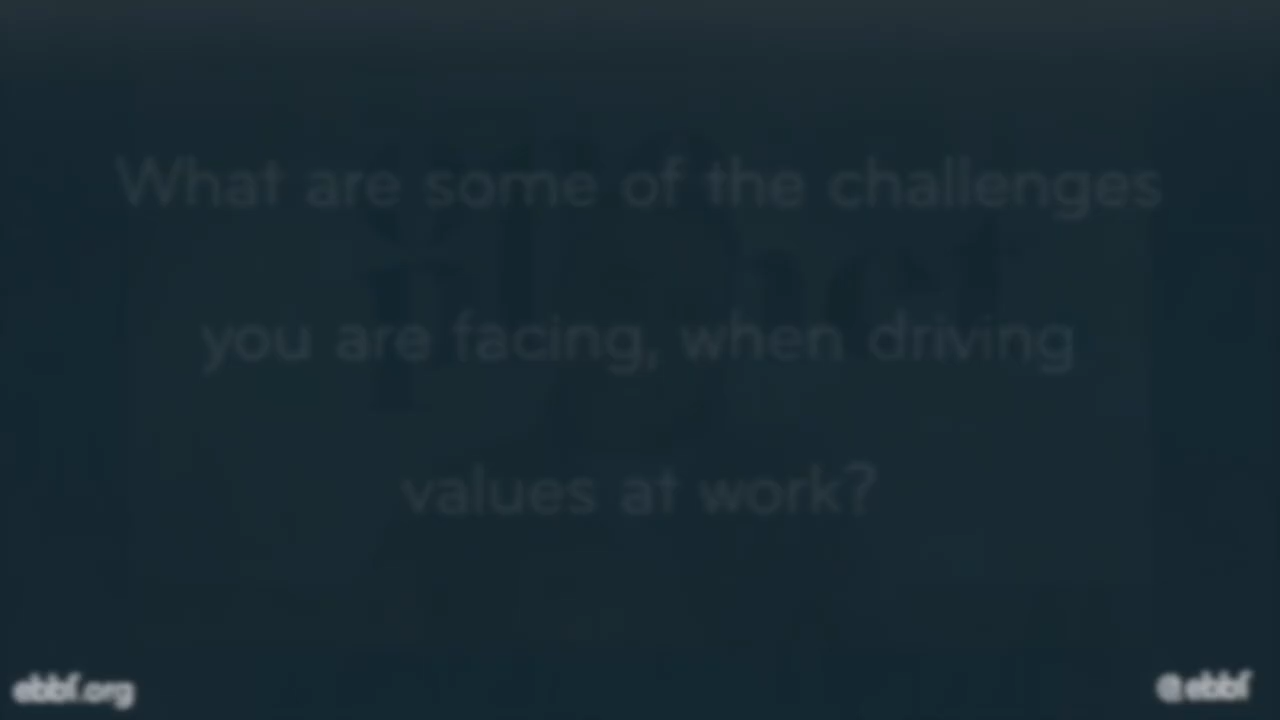 What are some of the challenges
you are facing, when driving
values at work?
ebbf.org
@ebbf